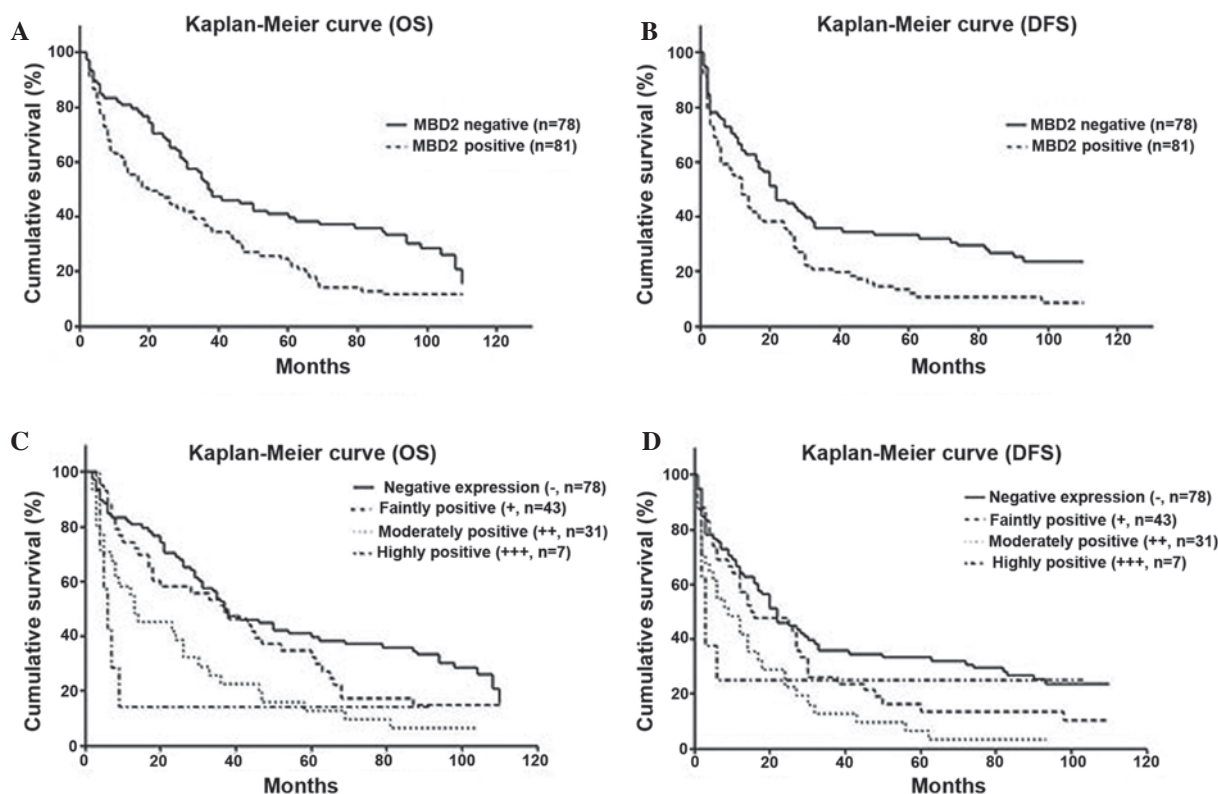 A
Kaplan-Meier curve (OS)
Cumulative survival (%)
100
80
60
40
20
0
0 20 40 60 80 100 120
Months
MBD2 negative (n=78)
MBD2 positive (n=81)
B
Kaplan-Meier curve (DFS)
Cumulative survival (%)
100
80
60
40
20
0
0 20 40 60 80 100 120
Months
MBD2 negative (n=78)
MBD2 positive (n=81)
C
Kaplan-Meier curve (OS)
Cumulative survival (%)
100
80
60
40
20
0
0 20 40 60 80 100 120
Months
Negative expression (-, n=78)
Faintly positive (+, n=43)
Moderately positive (++, n=31)
Highly positive (+++, n=7)
D
Kaplan-Meier curve (DFS)
Cumulative survival (%)
100
80
60
40
20
0
0 20 40 60 80 100 120
Months
Negative expression (-, n=78)
Faintly positive (+, n=43)
Moderately positive (++, n=31)
Highly positive (+++, n=7)